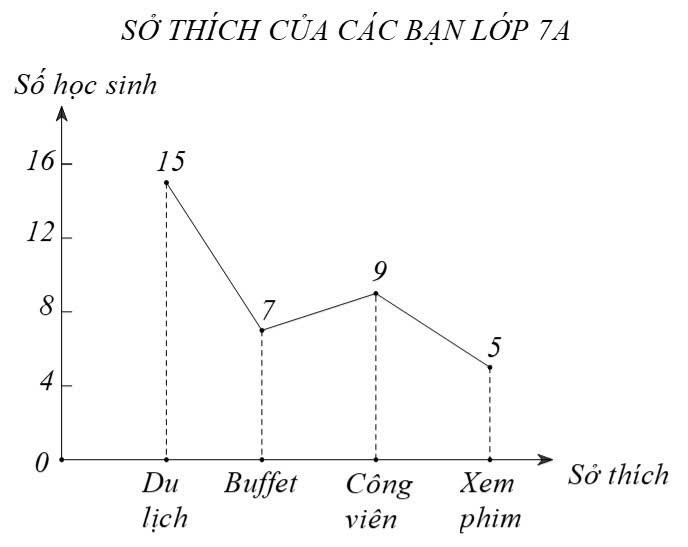 SỞ THÍCH CỦA CÁC BẠN LỚP 7A
Số học sinh
16
15
12
9
8
7
5
4
0
Du lịch
Buffet
Công viên
Xem phim
Sở thích